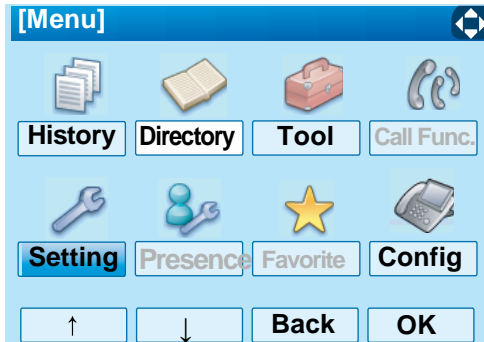 [Menu]
History Directory Tool Call Func.
Setting Presence Favorite Config
↑ ↓ Back OK